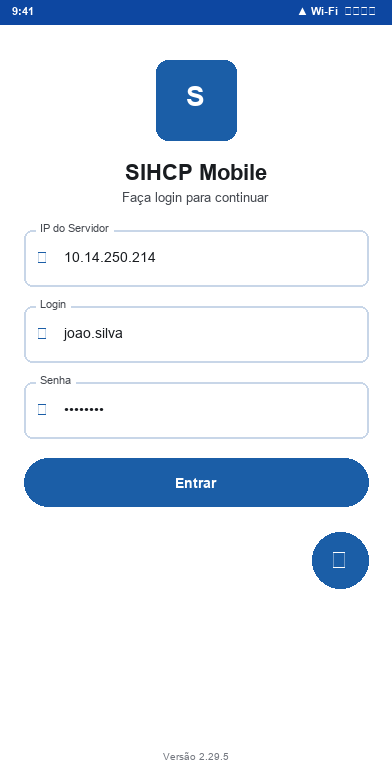 9:41
▲ Wi-Fi
S
SIHCP Mobile
Faça login para continuar
IP do Servidor
10.14.250.214
Login
joao.silva
Senha
••••••••
Entrar
Versão 2.29.5